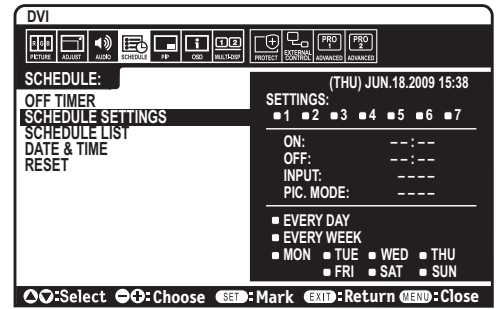 DVI
RGB
PICTURE ADJUST AUDIO SCHEDULE PIP OSD MULTI-DSP PROTECT EXTERNAL CONTROL PRO 1 ADVANCED PRO 2 ADVANCED
SCHEDULE:
OFF TIMER
SCHEDULE SETTINGS
SCHEDULE LIST
DATE & TIME
RESET
(THU) JUN.18.2009 15:38
SETTINGS:
1 2 3 4 5 6 7
ON: --:--
OFF: --:--
INPUT: ----
PIC. MODE: ----
EVERY DAY
EVERY WEEK
MON TUE WED THU
FRI SAT SUN
:Select :Choose SET:Mark EXIT:Return MENU:Close